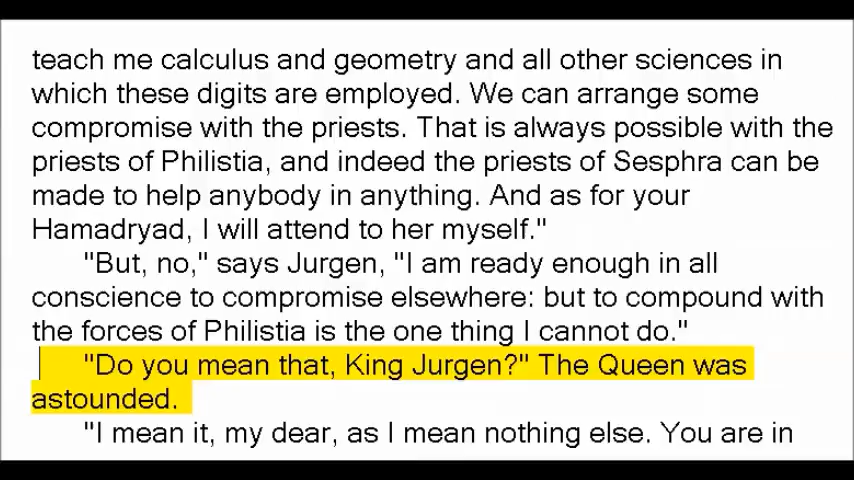 teach me calculus and geometry and all other sciences in
which these digits are employed. We can arrange some
compromise with the priests. That is always possible with the
priests of Philistia, and indeed the priests of Sesphra can be
made to help anybody in anything. And as for your
Hamadryad, I will attend to her myself."
"But, no," says Jurgen, "I am ready enough in all
conscience to compromise elsewhere: but to compound with
the forces of Philistia is the one thing I cannot do."
"Do you mean that, King Jurgen?" The Queen was
astounded.
"I mean it, my dear, as I mean nothing else. You are in